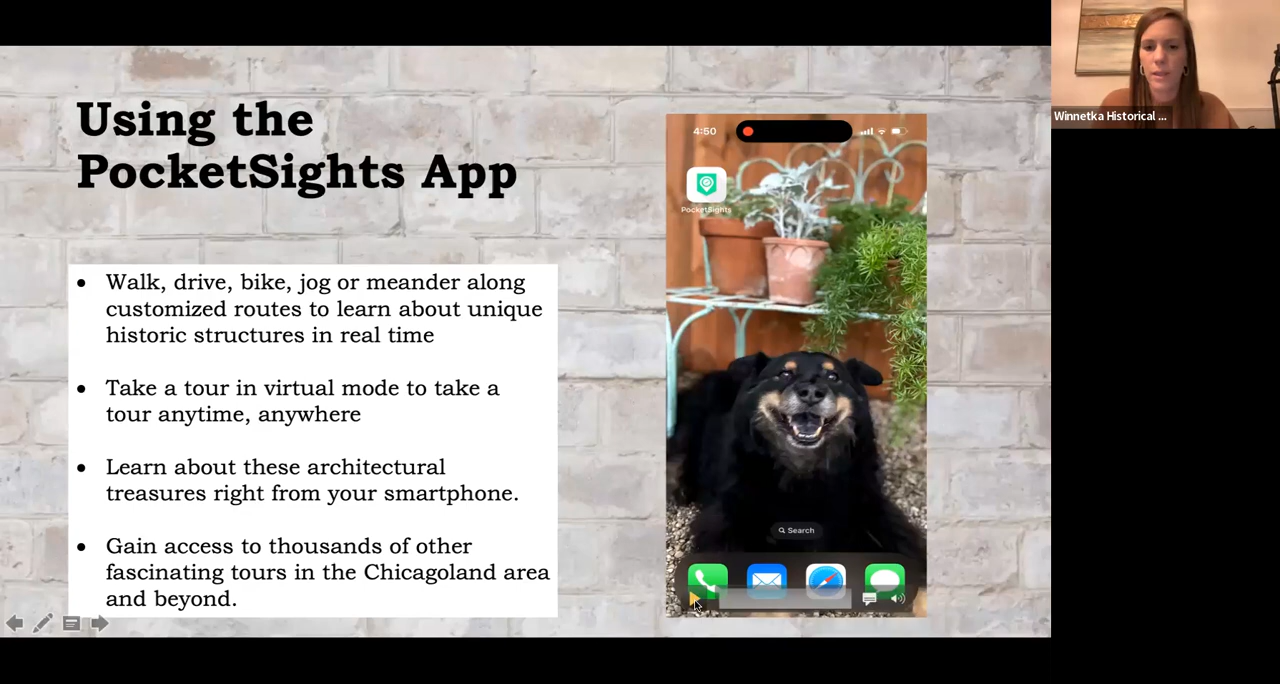 Using the
PocketSights App
• Walk, drive, bike, jog or meander along
customized routes to learn about unique
historic structures in real time
• Take a tour in virtual mode to take a
tour anytime, anywhere
• Learn about these architectural
treasures right from your smartphone.
• Gain access to thousands of other
fascinating tours in the Chicagoland area
and beyond.
4:50
PocketSights
Search
Winnetka Historical ...